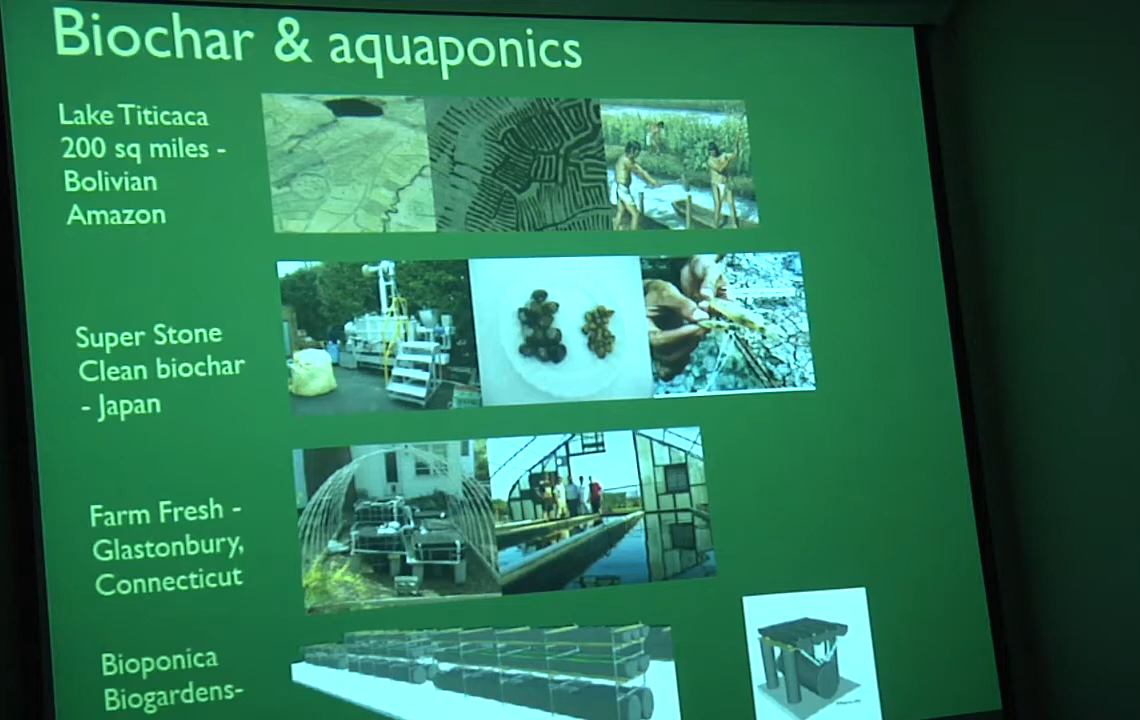 Biochar & aquaponics
Lake Titicaca
200 sq miles -
Bolivian
Amazon
Super Stone
Clean biochar
- Japan
Farm Fresh -
Glastonbury,
Connecticut
Bioponica
Biogardens-